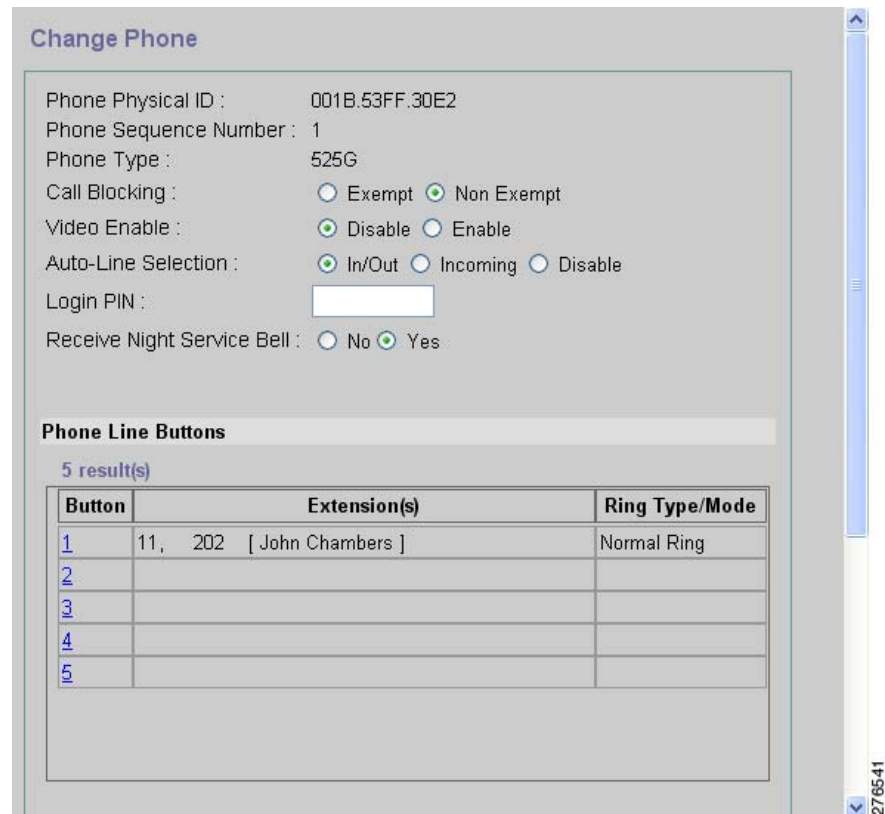 Change Phone
Phone Physical ID : 001B.53FF.30E2
Phone Sequence Number : 1
Phone Type : 525G
Call Blocking : Exempt Non Exempt
Video Enable : Disable Enable
Auto-Line Selection : In/Out Incoming Disable
Login PIN :
Receive Night Service Bell : No Yes
Phone Line Buttons
5 result(s)
Button Extension(s) Ring Type/Mode
1 11, 202 [ John Chambers ] Normal Ring
2
3
4
5
276541